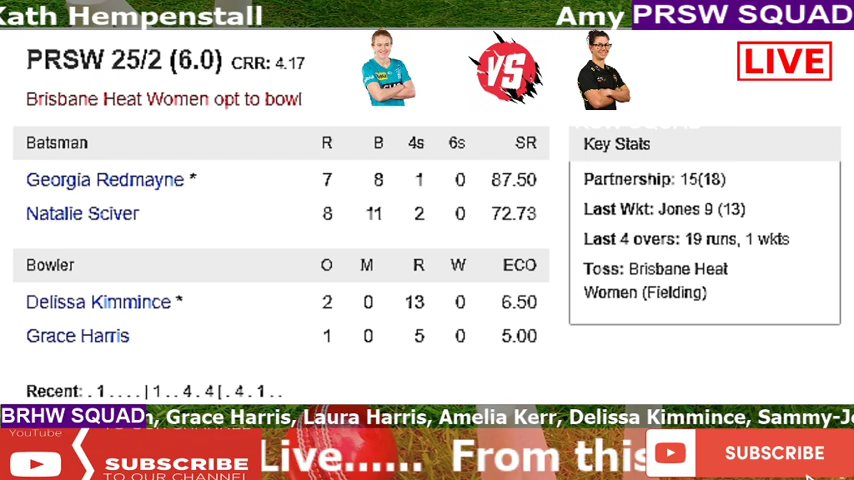 Kath Hempenstall
Amy PRSW SQUAD
PRSW 25/2 (6.0) CRR: 4.17
VS
LIVE
Brisbane Heat Women opt to bowl
Batsman R B 4s 6s SR
Georgia Redmayne * 7 8 1 0 87.50
Natalie Sciver 8 11 2 0 72.73
Bowler O M R W ECO
Delissa Kimmince * 2 0 13 0 6.50
Grace Harris 1 0 5 0 5.00
Recent: . 1 . . . . | 1 . . 4 . 4 [ . 4 . 1 . .
Key Stats
Partnership: 15(18)
Last Wkt: Jones 9 (13)
Last 4 overs: 19 runs, 1 wkts
Toss: Brisbane Heat
Women (Fielding)
BRHW SQUAD , Grace Harris, Laura Harris, Amelia Kerr, Delissa Kimmince, Sammy-J
YouTube
SUBSCRIBE
TO OUR CHANNEL
Live...... From this
SUBSCRIBE